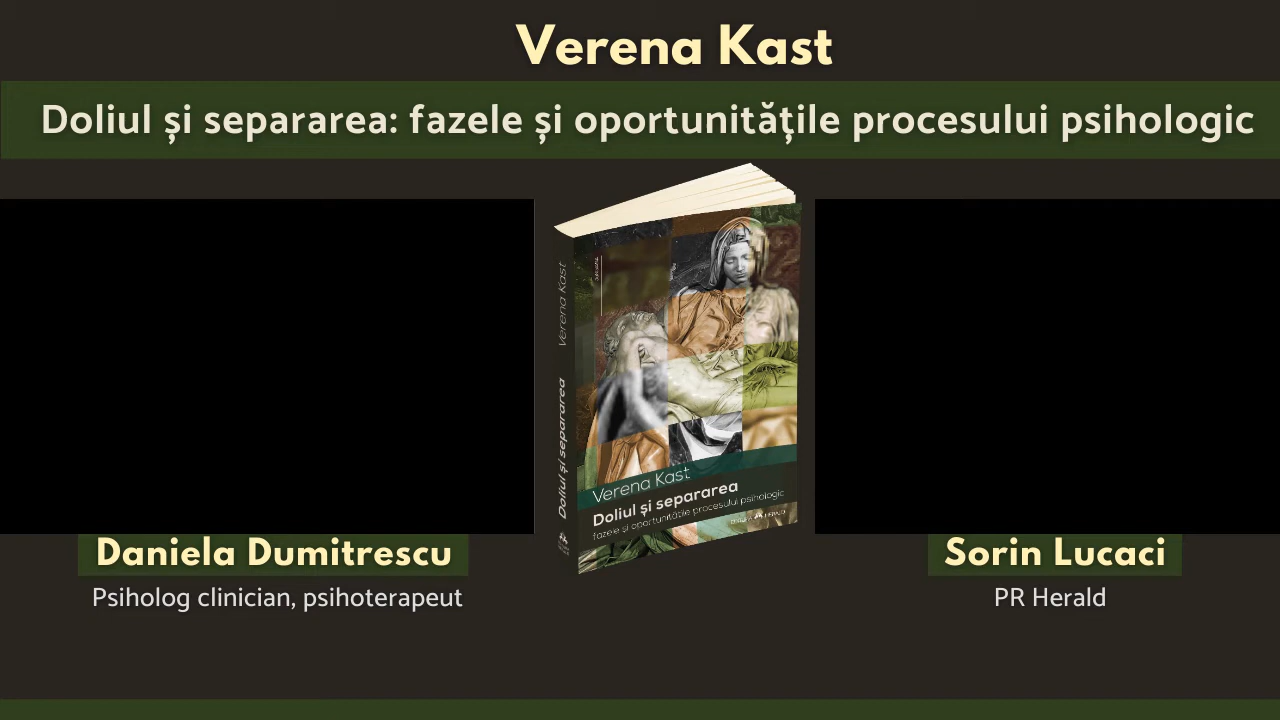 Verena Kast
Doliul și separarea: fazele și oportunitățile procesului psihologic
Verena Kast
Doliul și separarea
Verena Kast
Doliul și separarea
fazele și oportunitățile procesului psihologic
Daniela Dumitrescu
Psiholog clinician, psihoterapeut
Sorin Lucaci
PR Herald